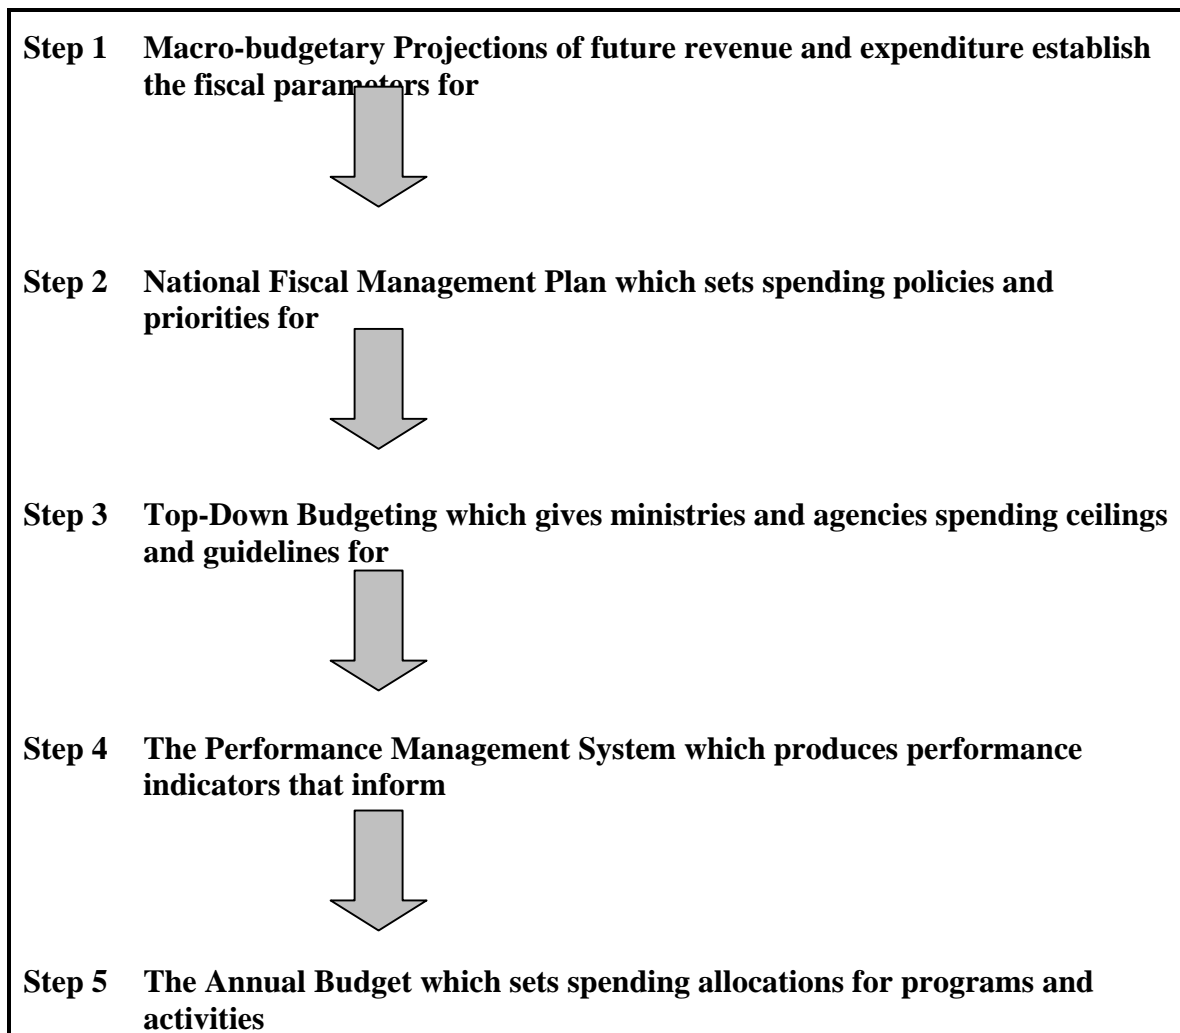 Step 1 Macro-budgetary Projections of future revenue and expenditure establish
the fiscal parameters for
Step 2 National Fiscal Management Plan which sets spending policies and
priorities for
Step 3 Top-Down Budgeting which gives ministries and agencies spending ceilings
and guidelines for
Step 4 The Performance Management System which produces performance
indicators that inform
Step 5 The Annual Budget which sets spending allocations for programs and
activities